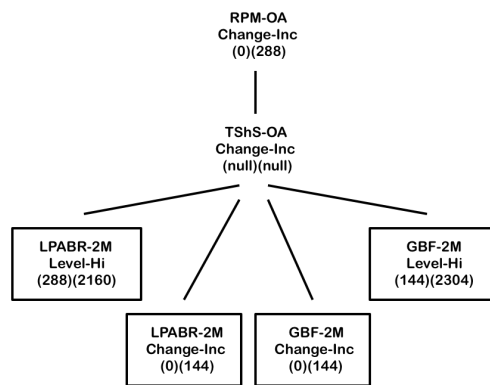 RPM-OA
Change-Inc
(0)(288)
TShS-OA
Change-Inc
(null)(null)
LPABR-2M
Level-Hi
(288)(2160)
GBF-2M
Level-Hi
(144)(2304)
LPABR-2M
Change-Inc
(0)(144)
GBF-2M
Change-Inc
(0)(144)